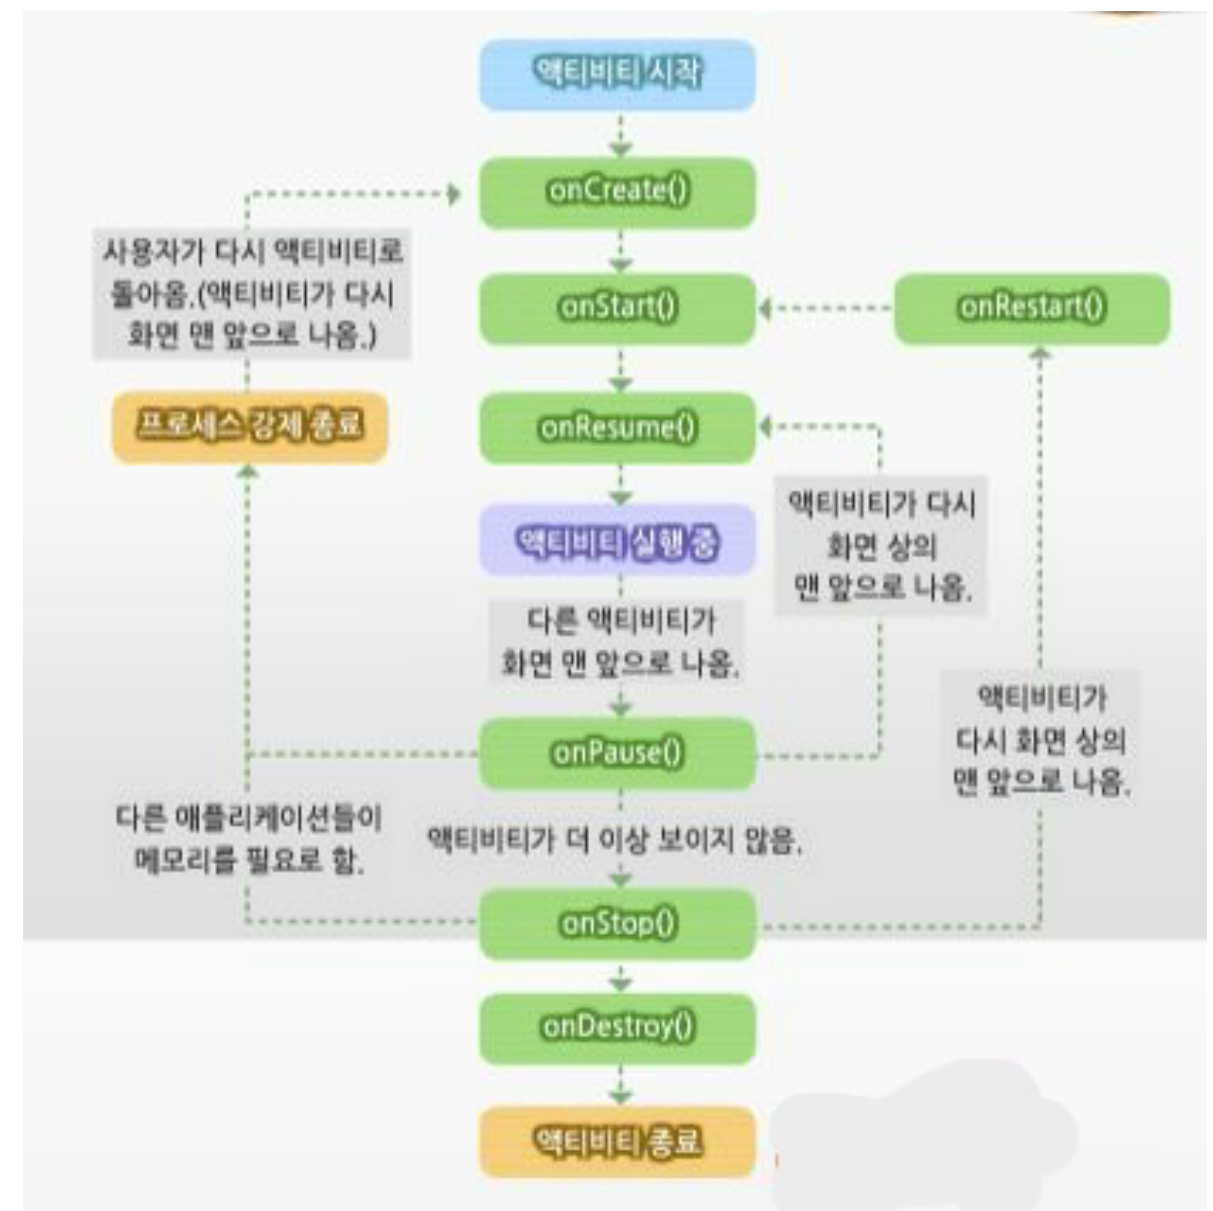 액티비티 시작
onCreate()
사용자가 다시 액티비티로
돌아옴.(액티비티가 다시
화면 맨 앞으로 나옴.)
onStart()
onRestart()
프로세스 강제 종료
onResume()
액티비티가 다시
화면 상의
맨 앞으로 나옴.
액티비티 실행 중
다른 액티비티가
화면 맨 앞으로 나옴.
액티비티가
다시 화면 상의
맨 앞으로 나옴.
onPause()
다른 애플리케이션들이
메모리를 필요로 함.
액티비티가 더 이상 보이지 않음.
onStop()
onDestroy()
액티비티 종료